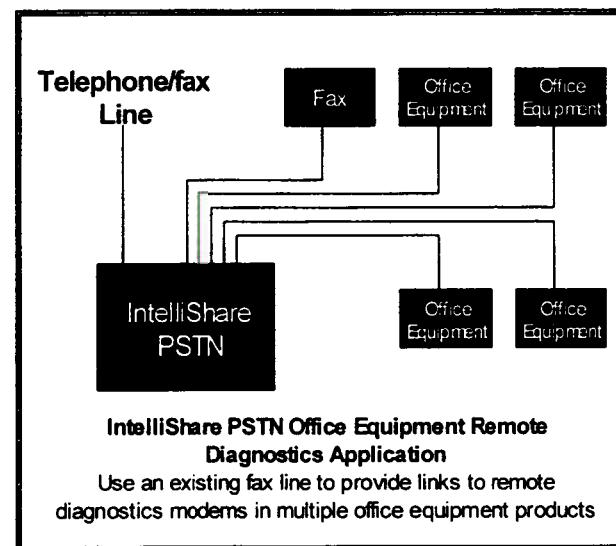 Telephone/fax
Line
Fax
Office
Equipment
Office
Equipment
IntelliShare
PSTN
Office
Equipment
Office
Equipment
IntelliShare PSTN Office Equipment Remote
Diagnostics Application
Use an existing fax line to provide links to remote
diagnostics modems in multiple office equipment products